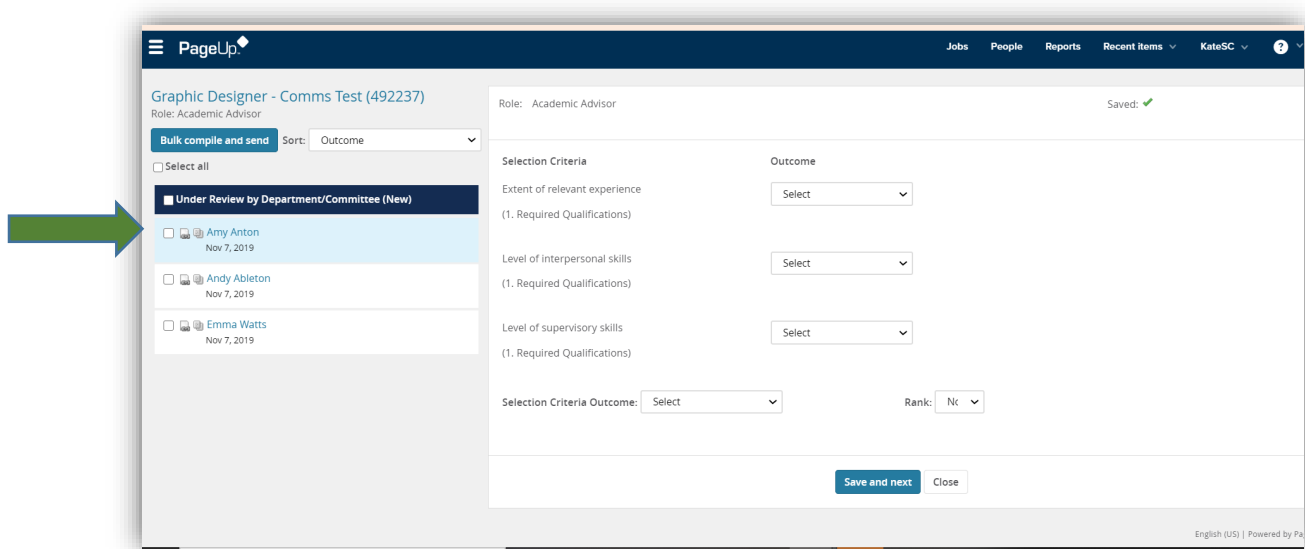 PageUp.
Jobs People Reports Recent items KateSC ?
Graphic Designer - Comms Test (492237)
Role: Academic Advisor
Bulk compile and send Sort: Outcome
Select all
Under Review by Department/Committee (New)
Amy Anton
Nov 7, 2019
Andy Ableton
Nov 7, 2019
Emma Watts
Nov 7, 2019
Role: Academic Advisor Saved:
Selection Criteria Outcome
Extent of relevant experience Select
(1. Required Qualifications)
Level of interpersonal skills Select
(1. Required Qualifications)
Level of supervisory skills Select
(1. Required Qualifications)
Selection Criteria Outcome: Select Rank: No
Save and next Close
English (US) | Powered by Pa